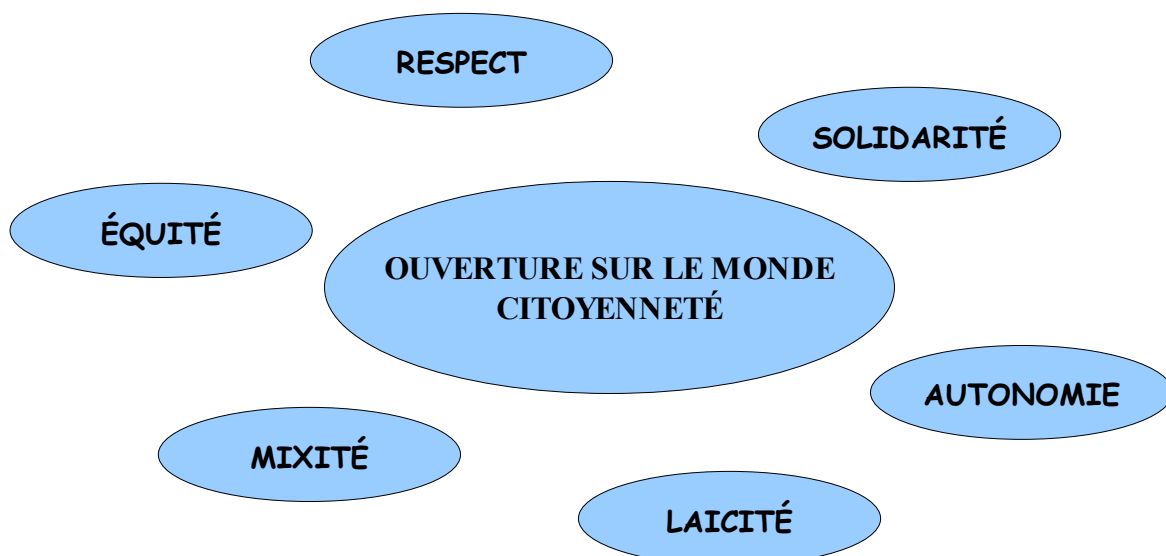 RESPECT
SOLIDARITÉ
ÉQUITÉ
OUVERTURE SUR LE MONDE
CITOYENNETÉ
AUTONOMIE
MIXITÉ
LAICITÉ